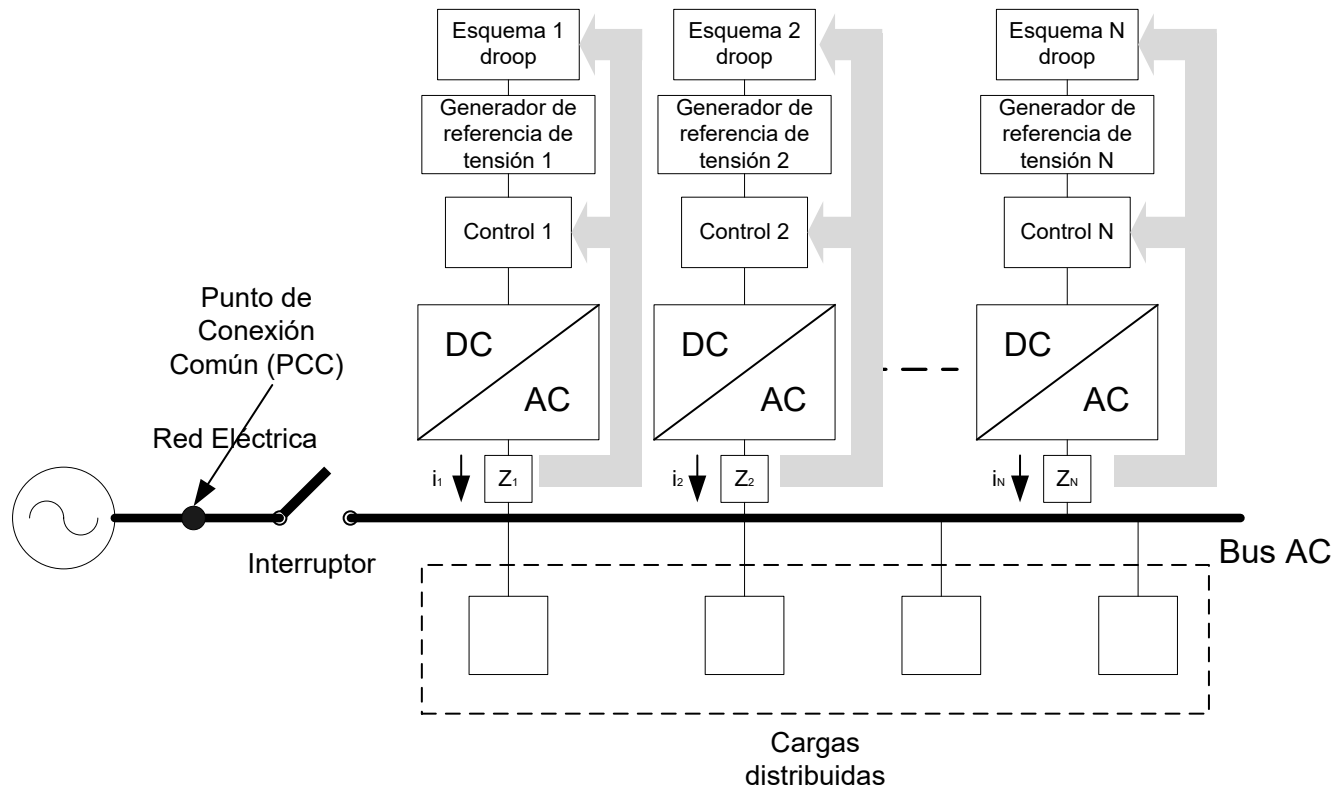 Esquema 1
droop
Esquema 2
droop
Esquema N
droop
Generador de
referencia de
tensión 1
Generador de
referencia de
tensión 2
Generador de
referencia de
tensión N
Control 1
Control 2
Control N
Punto de
Conexión
Común (PCC)
DC
AC
DC
AC
DC
AC
Red Eléctrica
i1
Z1
i2
Z2
iN
ZN
Interruptor
Bus AC
Cargas
distribuidas